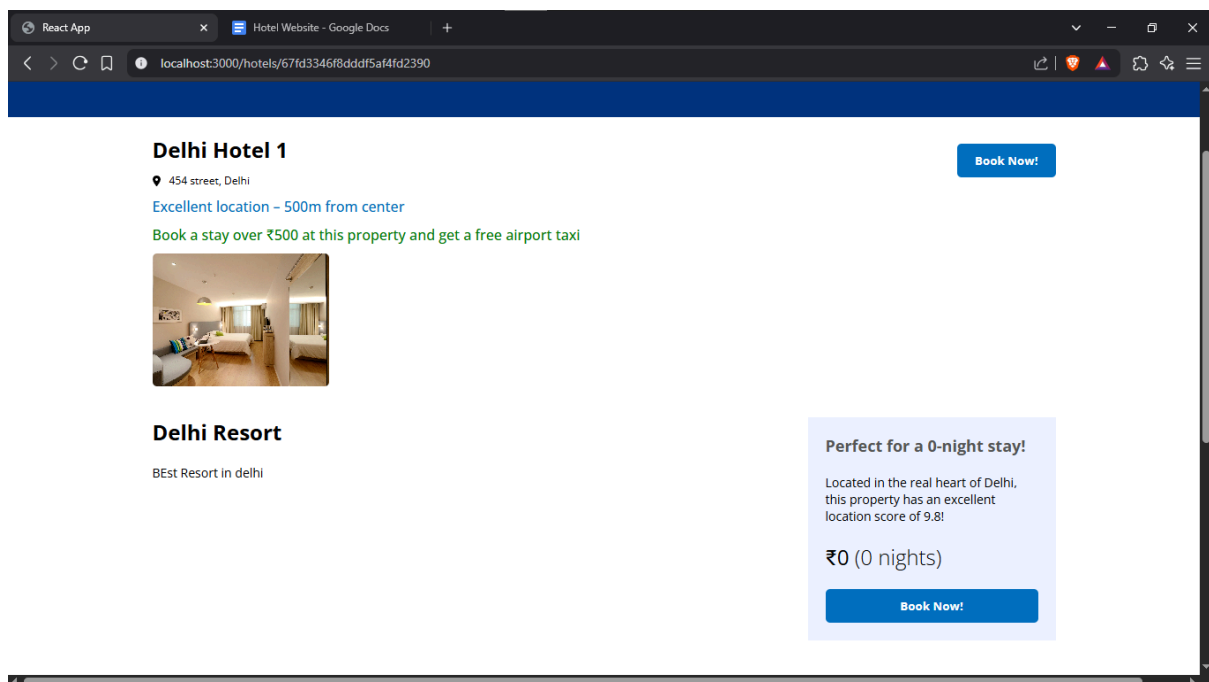 React App
Hotel Website - Google Docs
localhost:3000/hotels/67fd3346f8dddf5af4fd2390
Delhi Hotel 1
Book Now!
454 street, Delhi
Excellent location – 500m from center
Book a stay over ₹500 at this property and get a free airport taxi
Delhi Resort
BEst Resort in delhi
Perfect for a 0-night stay!
Located in the real heart of Delhi,
this property has an excellent
location score of 9.8!
₹0 (0 nights)
Book Now!